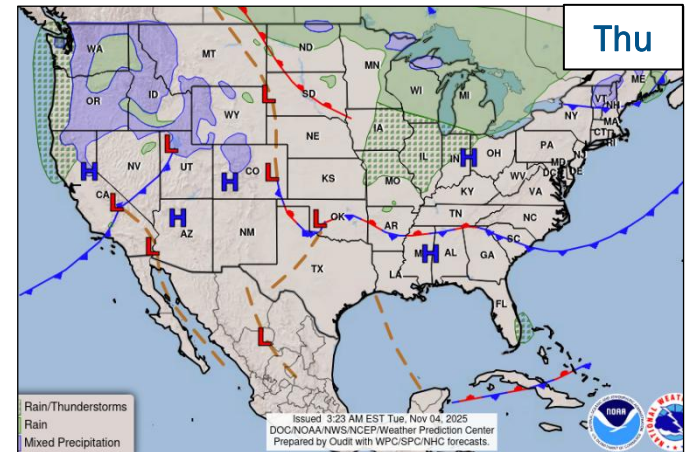 Thu
WA
MT
ND
MN
ME
OR
ID
SD
WI
MI
VT
NH
WY
NY
MA
CT
RI
NE
IA
PA
NV
UT
CO
IL
IN
OH
NJ
MD
DE
DC
WV
VA
KS
MO
KY
CA
AZ
NM
OK
AR
TN
NC
SC
TX
LA
AL
GA
FL
H
H
H
H
H
L
L
L
L
L
L
L
Rain/Thunderstorms
Rain
Mixed Precipitation
Issued 3:23 AM EST Tue, Nov 04, 2025
DOC/NOAA/NWS/NCEP/Weather Prediction Center
Prepared by Oudit with WPC/SPC/NHC forecasts.
NOAA